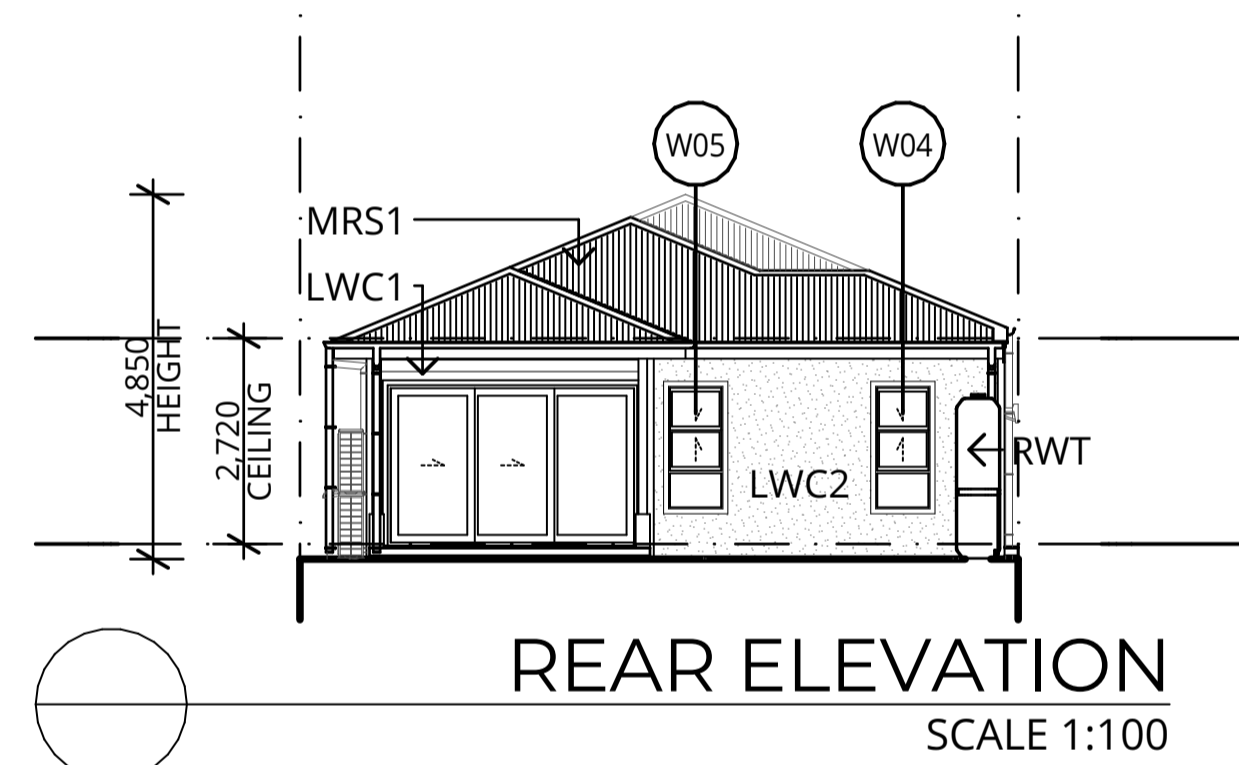 W05
W04
MRS1
LWC1
4,850
HEIGHT
2,720
CEILING
LWC2
RWT
REAR ELEVATION
SCALE 1:100